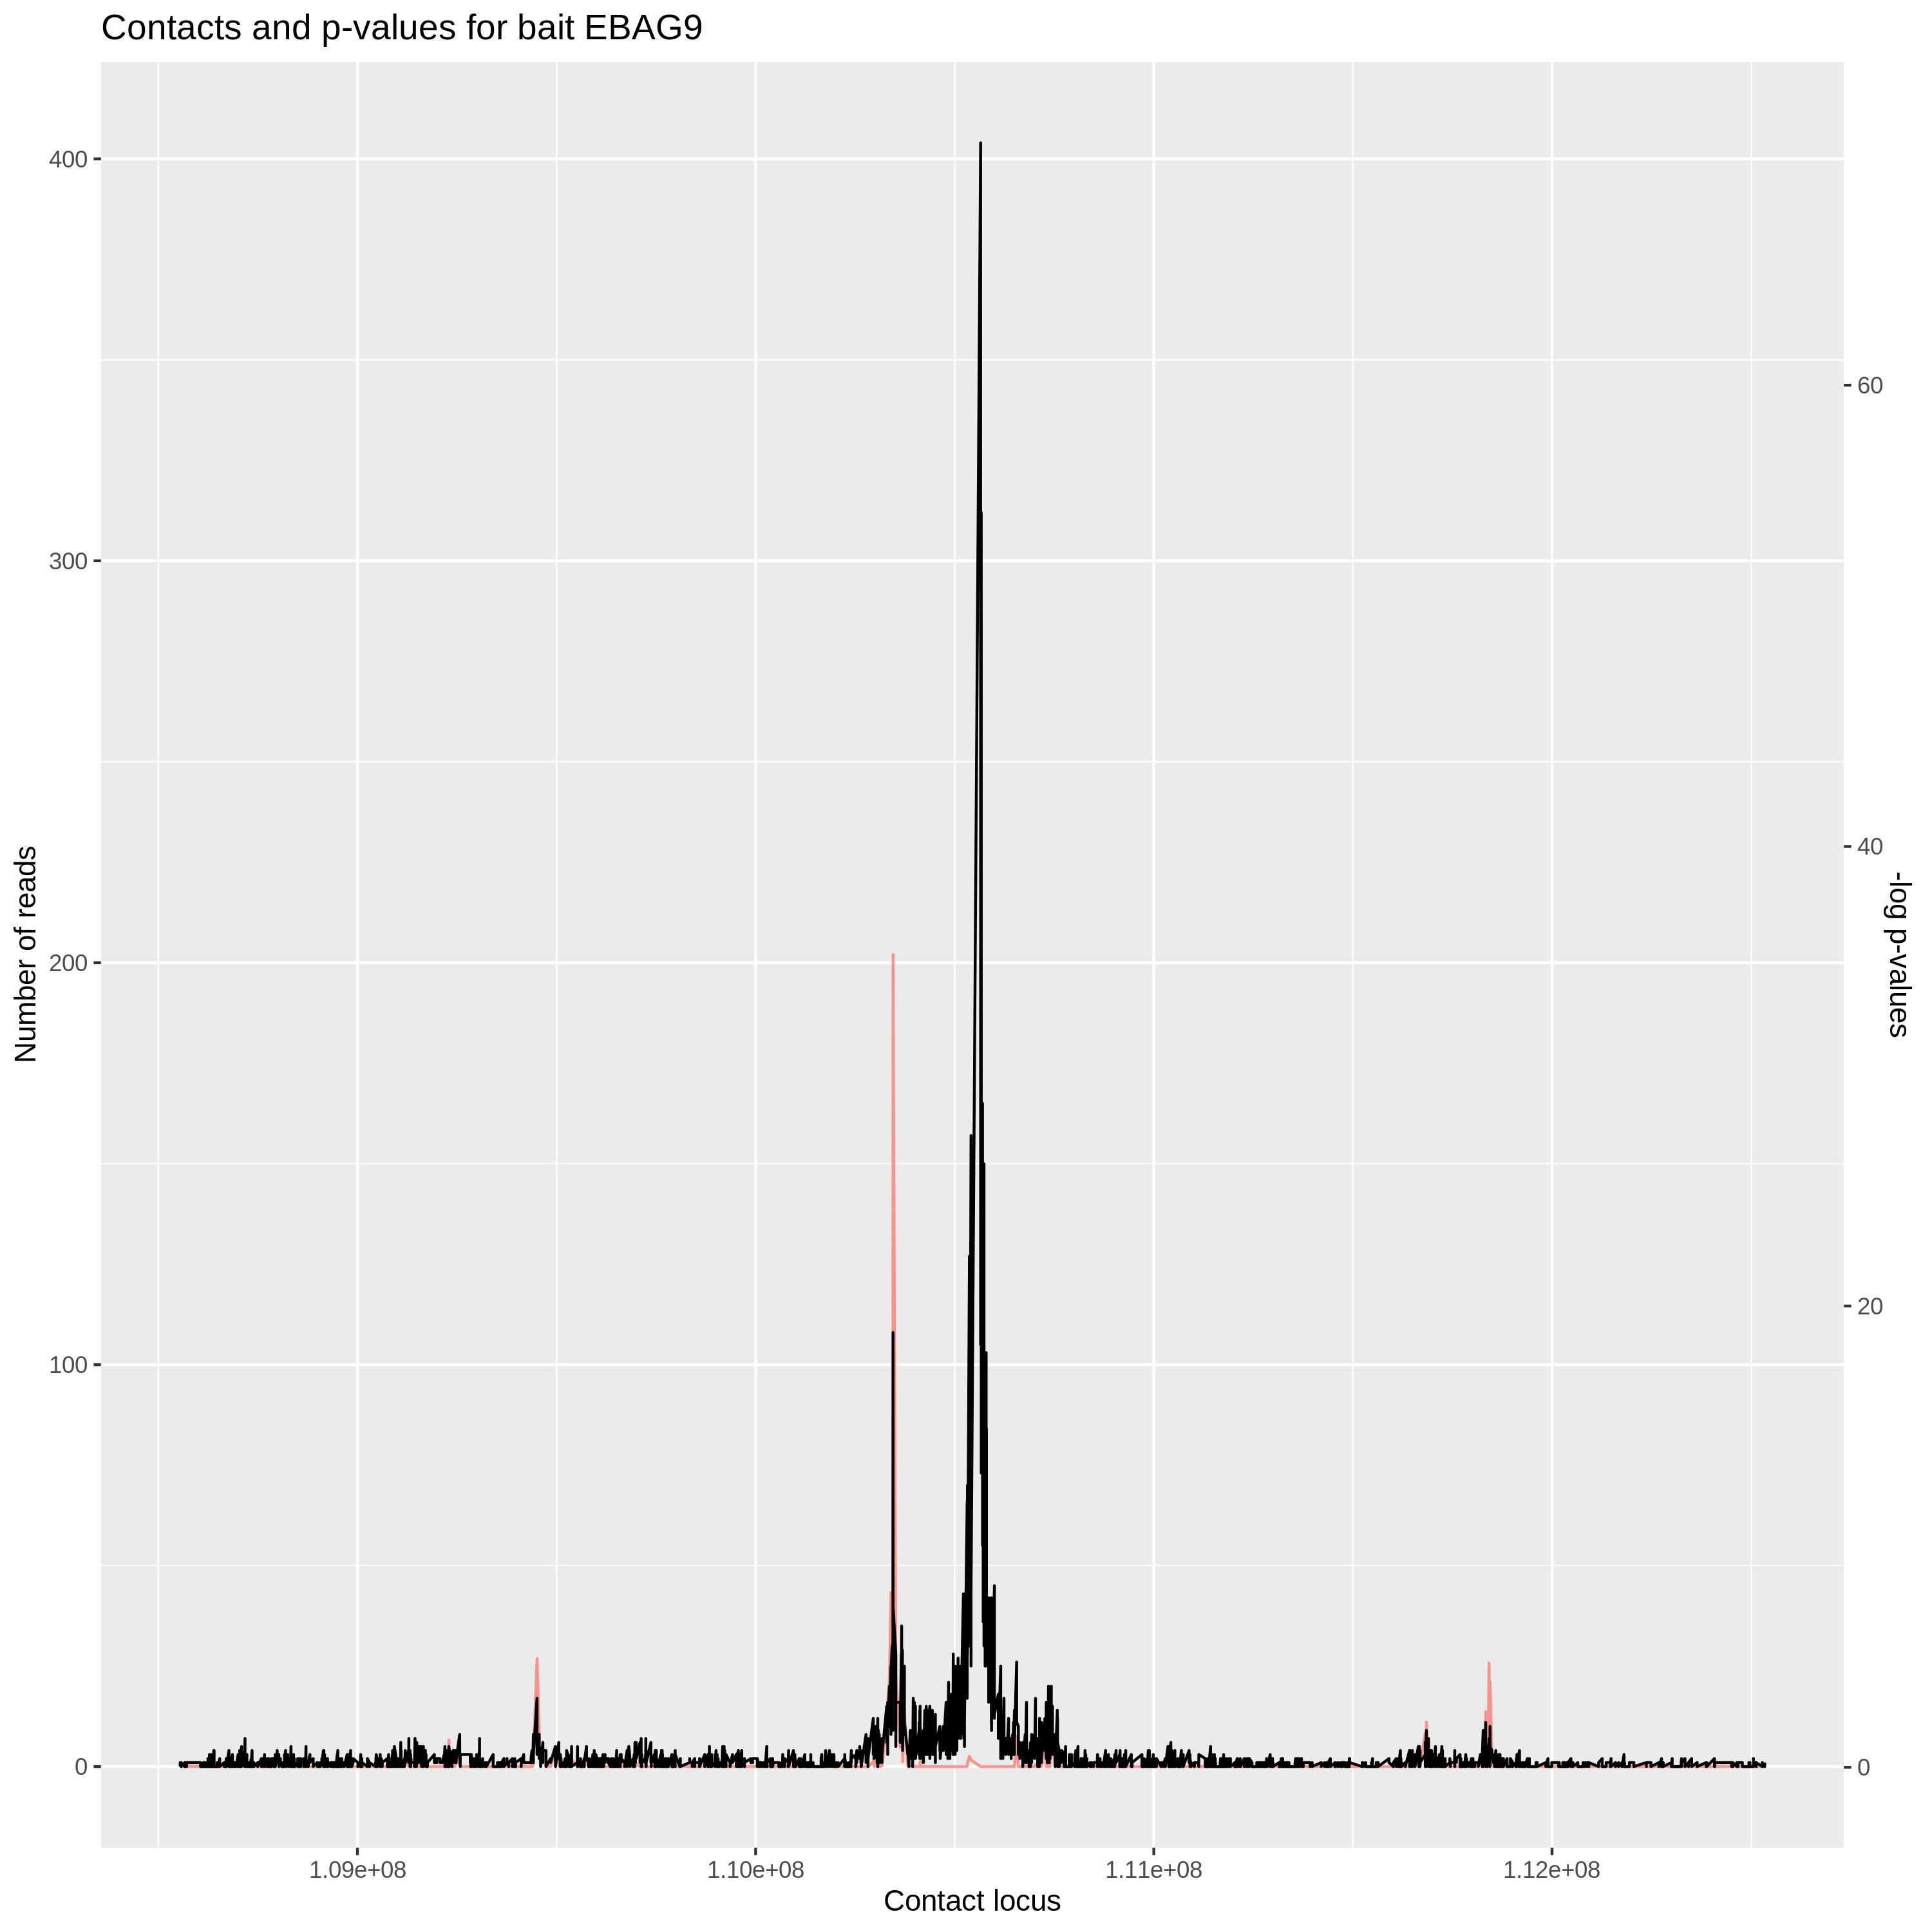 Contacts and p-values for bait EBAG9
400
300
200
100
0
Number of reads
60
40
20
0
-log p-values
1.09e+08
1.10e+08
1.11e+08
1.12e+08
Contact locus